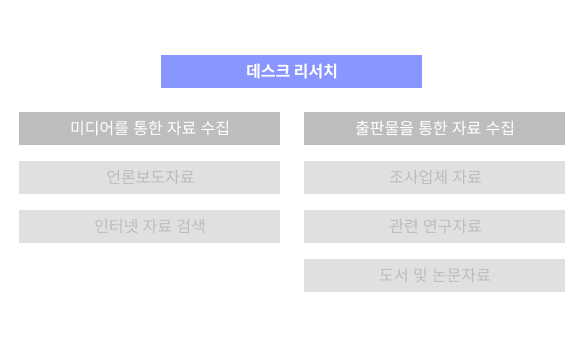 데스크 리서치
미디어를 통한 자료 수집
언론보도자료
인터넷 자료 검색
출판물을 통한 자료 수집
조사업체 자료
관련 연구자료
도서 및 논문자료